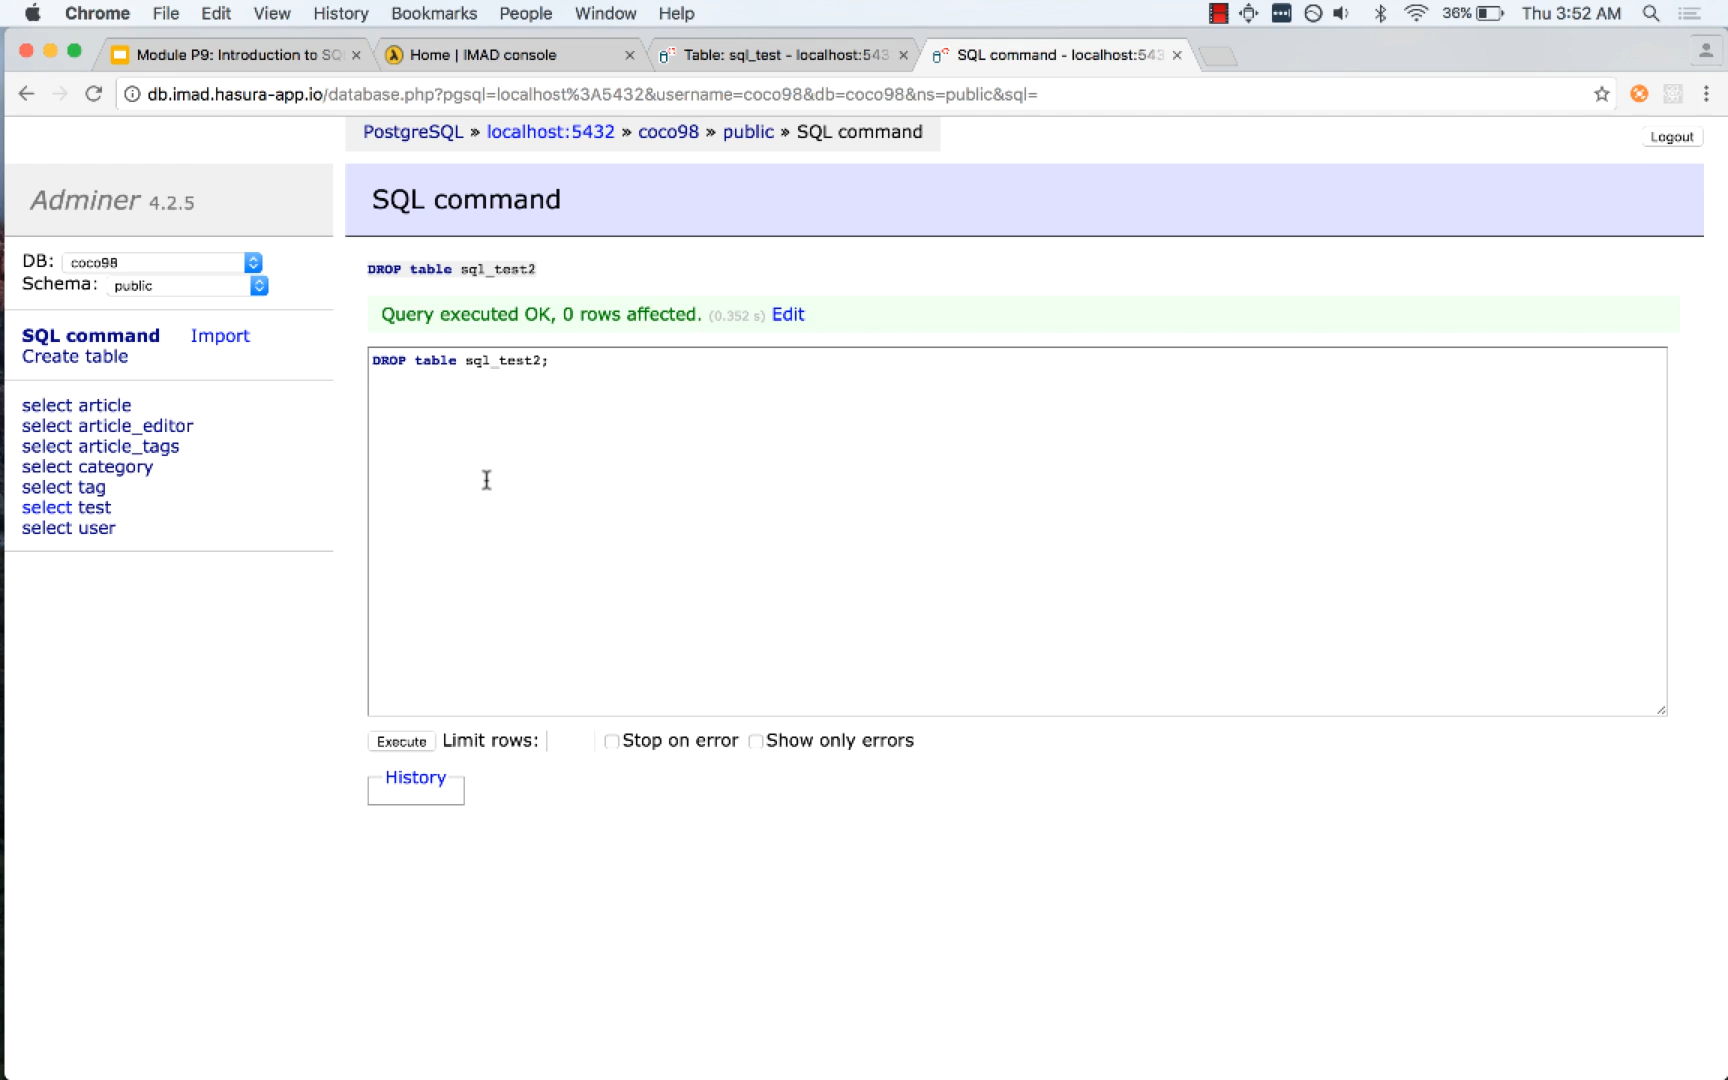 Chrome File Edit View History Bookmarks People Window Help 36% Thu 3:52 AM
Module P9: Introduction to SQ Home | IMAD console Table: sql_test - localhost:543 SQL command - localhost:543
db.imad.hasura-app.io/database.php?pgsql=localhost%3A5432&username=coco98&db=coco98&ns=public&sql=
PostgreSQL » localhost:5432 » coco98 » public » SQL command
Logout
Adminer 4.2.5
SQL command
DB: coco98
Schema: public
SQL command Import
Create table
select article
select article_editor
select article_tags
select category
select tag
select test
select user
DROP table sql_test2
Query executed OK, 0 rows affected. (0.352 s) Edit
DROP table sql_test2;
Execute Limit rows: Stop on error Show only errors
History